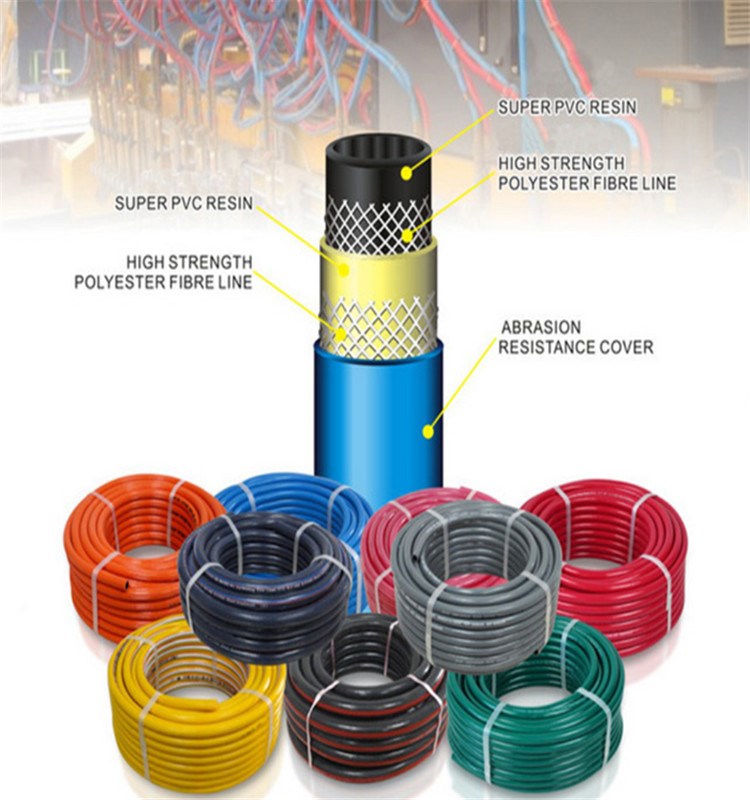 SUPER PVC RESIN
HIGH STRENGTH
POLYESTER FIBRE LINE
SUPER PVC RESIN
HIGH STRENGTH
POLYESTER FIBRE LINE
ABRASION
RESISTANCE COVER